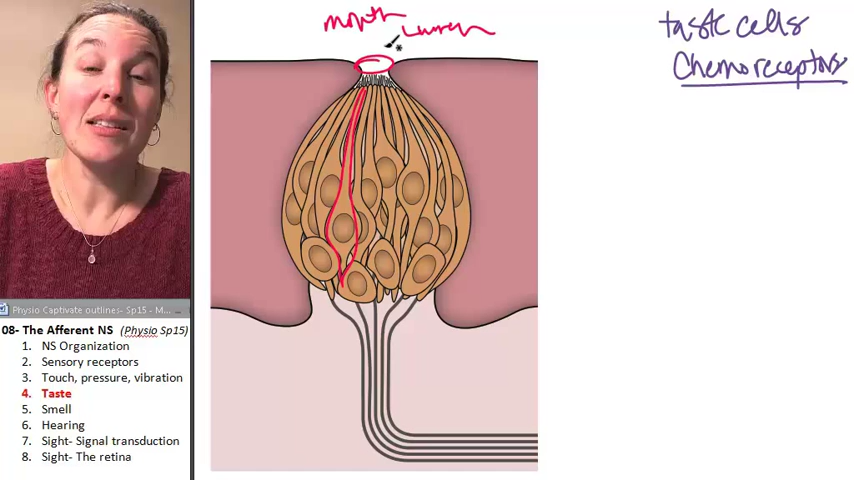 mouth
lumen
taste cells
Chemoreceptors
Physio Captivate outlines- Sp15 - M...
08- The Afferent NS (Physio Sp15)
1. NS Organization
2. Sensory receptors
3. Touch, pressure, vibration
4. Taste
5. Smell
6. Hearing
7. Sight- Signal transduction
8. Sight- The retina